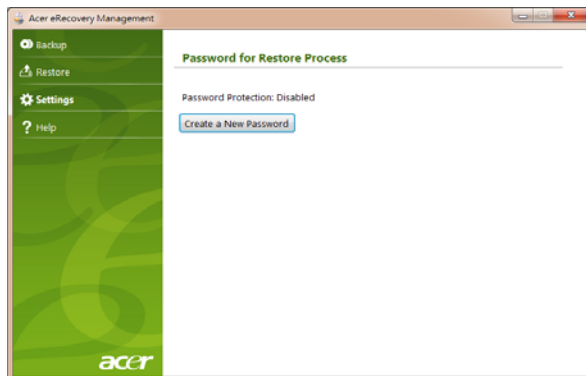 Acer eRecovery Management
Backup
Restore
Settings
Help
Password for Restore Process
Password Protection: Disabled
Create a New Password
acer